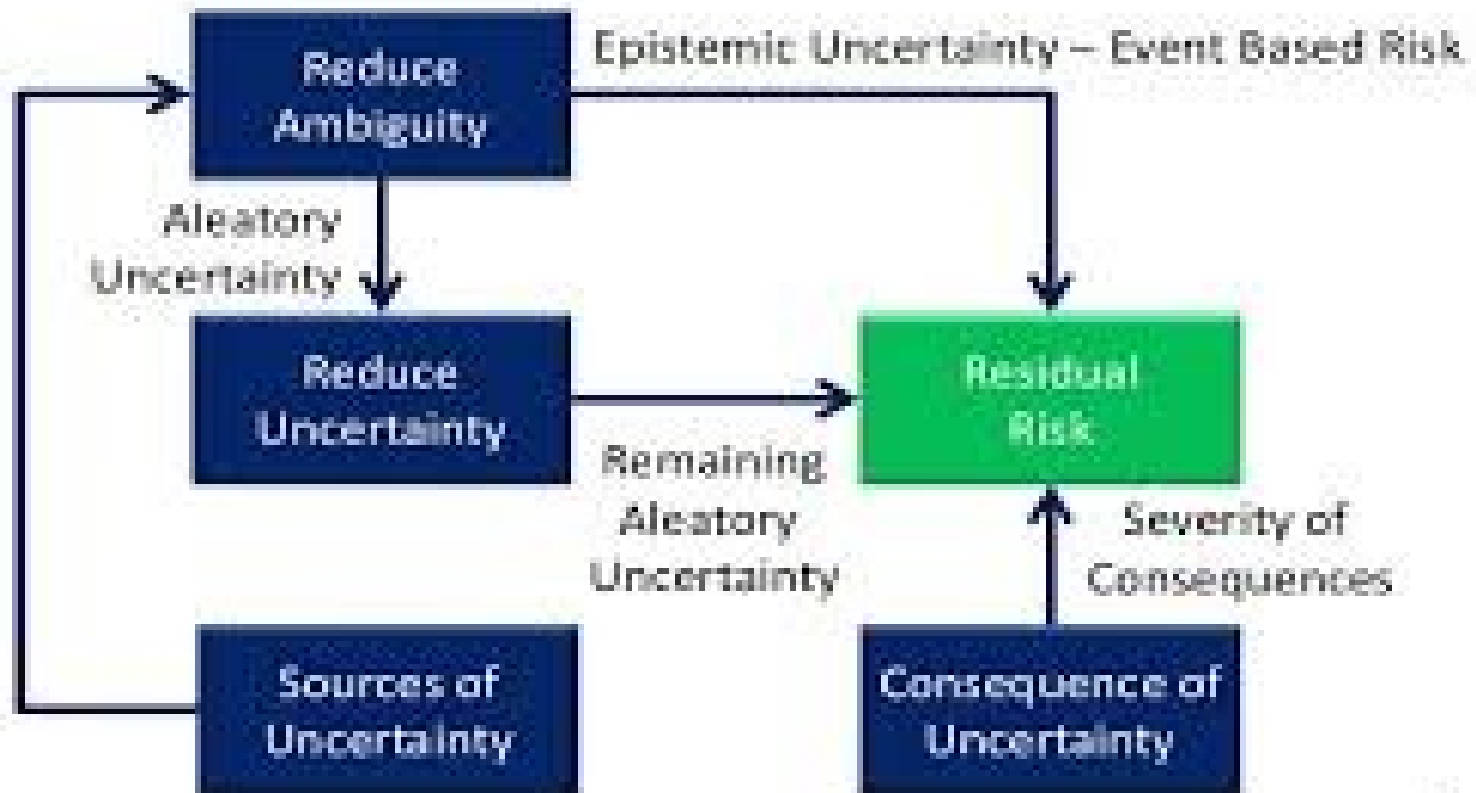 Reduce
Ambiguity
Epistemic Uncertainty – Event Based Risk
Aleatory
Uncertainty
Reduce
Uncertainty
Residual
Risk
Remaining
Aleatory
Uncertainty
Severity of
Consequences
Sources of
Uncertainty
Consequence of
Uncertainty